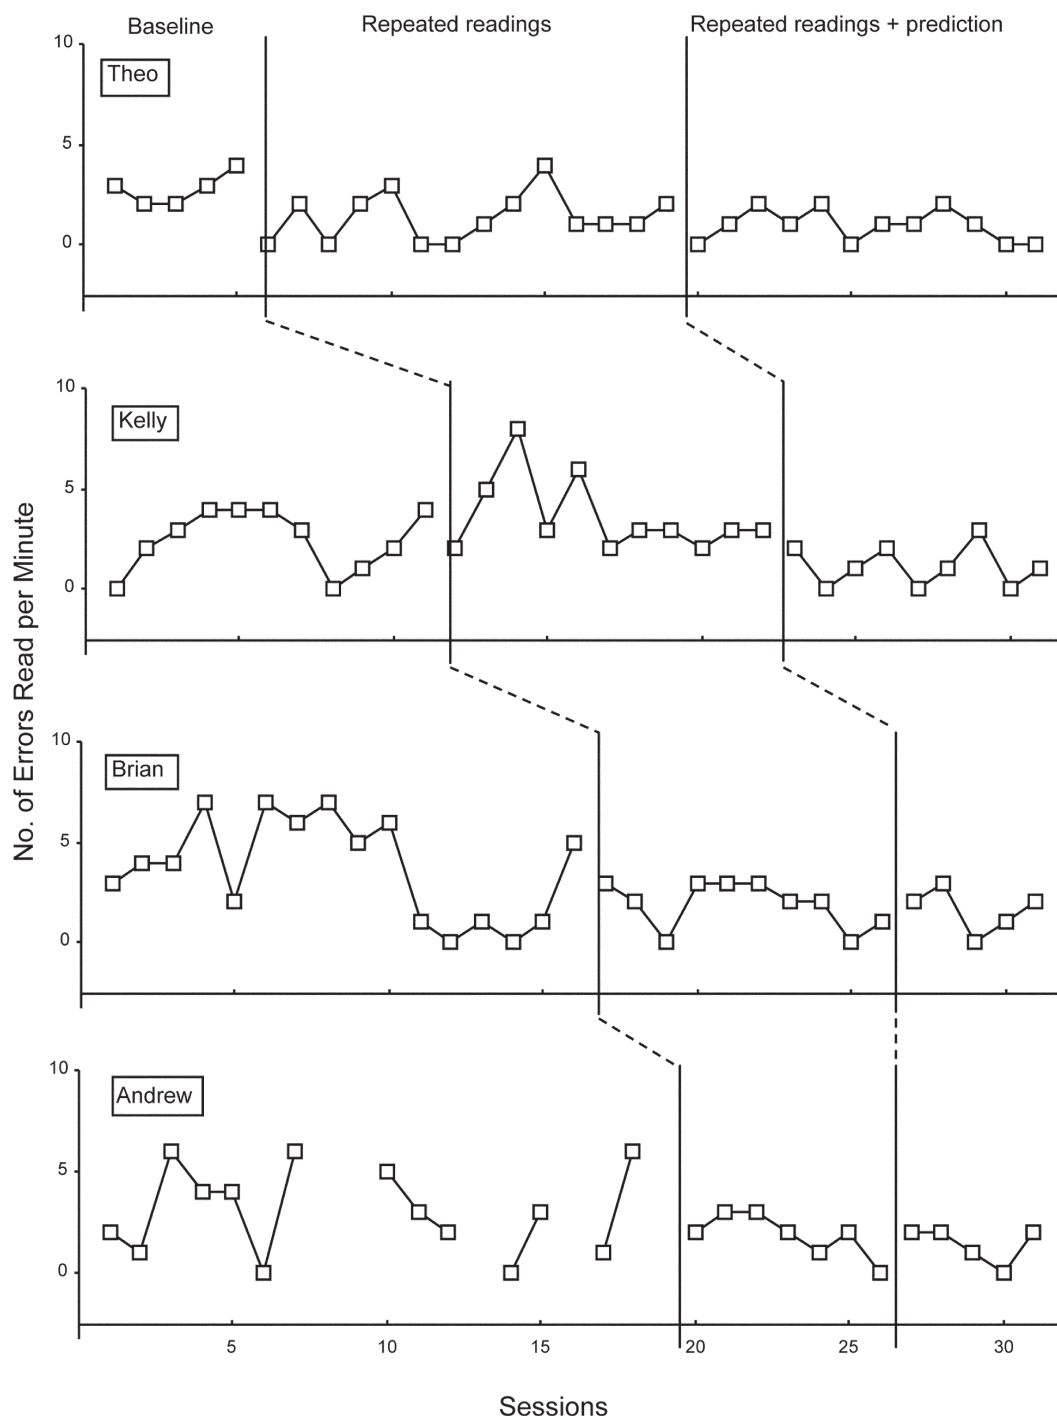 Baseline
Repeated readings
Repeated readings + prediction
10
Theo
5
0
10
Kelly
5
0
No. of Errors Read per Minute
10
Brian
5
0
10
Andrew
5
0
5
10
15
20
25
30
Sessions